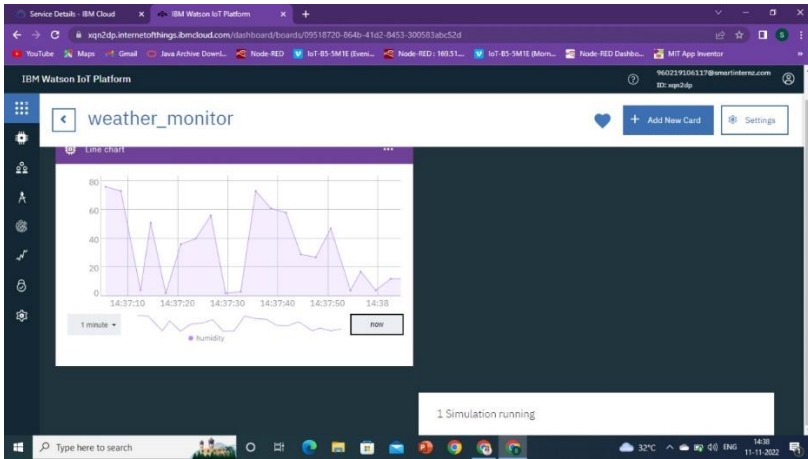 Service Details - IBM Cloud
IBM Watson IoT Platform
xqn2dp.internetofthings.ibmcloud.com/dashboard/boards/09518720-864b-41d2-8453-300583abc52d
YouTube Maps Gmail Java Archive Downl... Node-RED IoT-B5-5M1E (Eveni... Node-RED : 169.51.... IoT-B5-5M1E (Morn... Node-RED Dashbo... MIT App Inventor
IBM Watson IoT Platform
960219106117@smartinternz.com
ID: xqn2dp
weather_monitor
Add New Card
Settings
Line chart
80
60
40
20
0
14:37:10 14:37:20 14:37:30 14:37:40 14:37:50 14:38
1 minute
now
humidity
1 Simulation running
Type here to search
32°C
ENG
14:38
11-11-2022